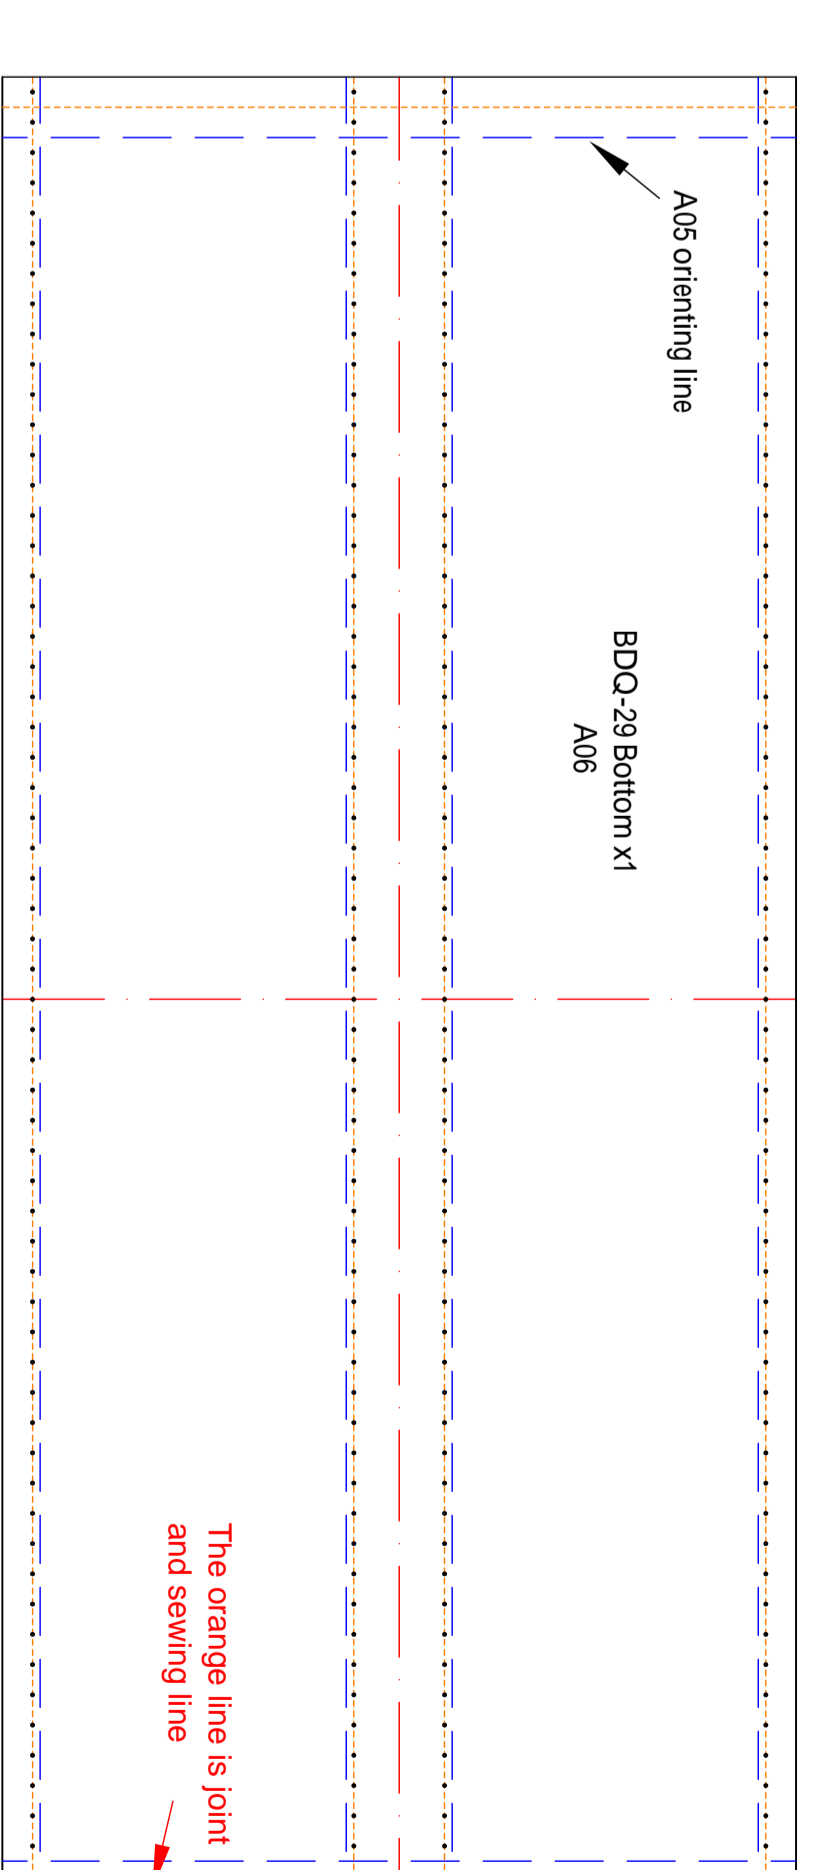 A05 orienting line
BDQ-29 Bottom x1
A06
The orange line is joint
and sewing line